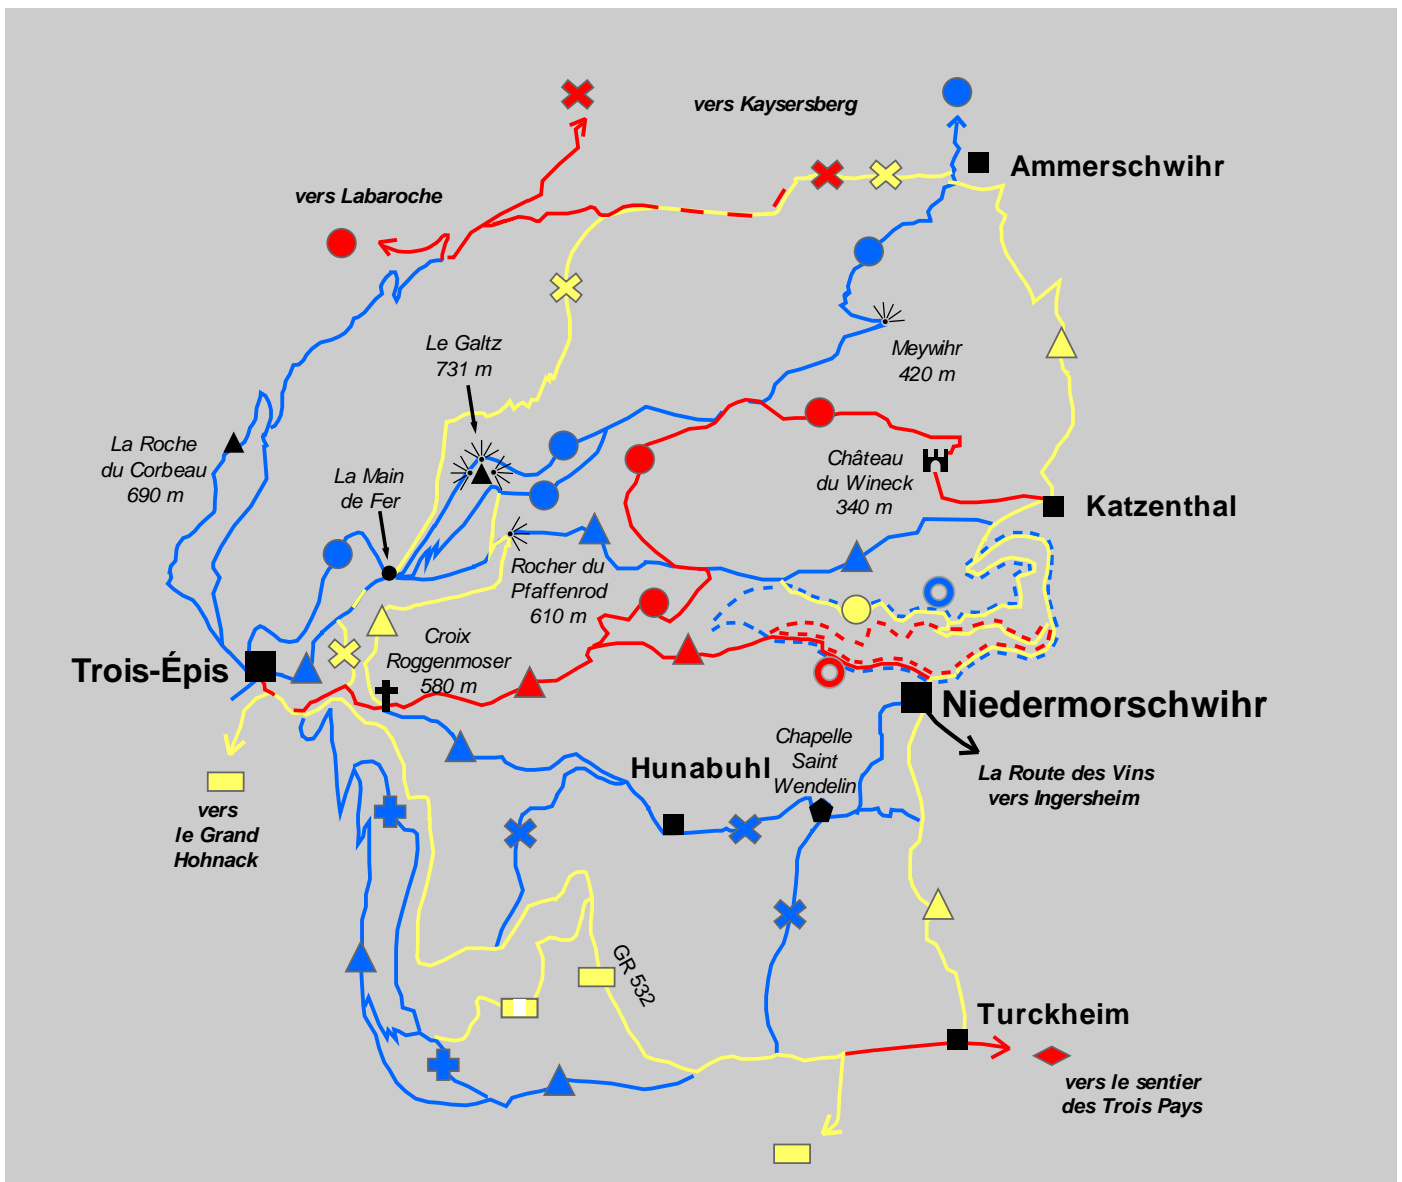 vers Kaysersberg
Ammerschwihr
vers Labaroche
Le Galtz
731 m
Meywihr
420 m
La Roche
du Corbeau
690 m
La Main
de Fer
Château
du Wineck
340 m
Katzenthal
Rocher du
Pfaffenrod
610 m
Croix
Roggenmoser
580 m
Trois-Épis
Niedermorschwihr
Chapelle
Saint
Wendelin
Hunabuhl
La Route des Vins
vers Ingersheim
vers
le Grand
Hohnack
GR 532
Turckheim
vers le sentier
des Trois Pays